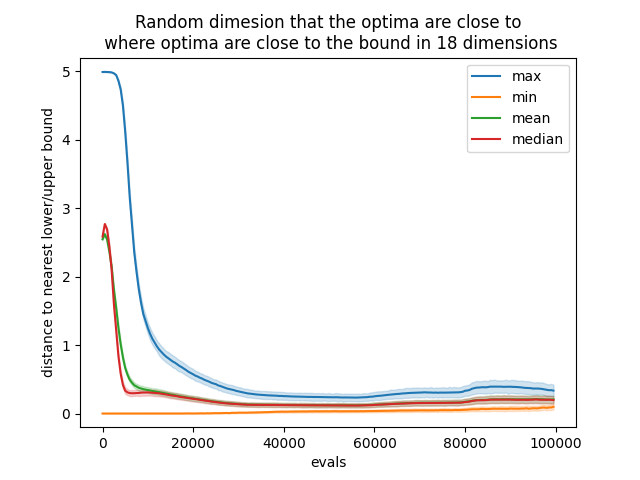 Random dimesion that the optima are close to
where optima are close to the bound in 18 dimensions
distance to nearest lower/upper bound
5
4
3
2
1
0
max
min
mean
median
0
20000
40000
60000
80000
100000
evals